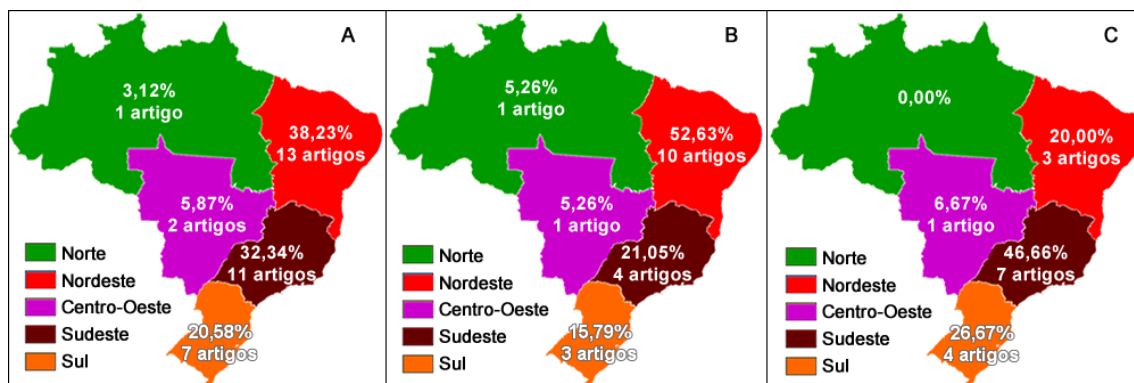 A
3,12%
1 artigo
38,23%
13 artigos
5,87%
2 artigos
32,34%
11 artigos
20,58%
7 artigos
Norte
Nordeste
Centro-Oeste
Sudeste
Sul
B
5,26%
1 artigo
52,63%
10 artigos
5,26%
1 artigo
21,05%
4 artigos
15,79%
3 artigos
Norte
Nordeste
Centro-Oeste
Sudeste
Sul
C
0,00%
20,00%
3 artigos
6,67%
1 artigo
46,66%
7 artigos
26,67%
4 artigos
Norte
Nordeste
Centro-Oeste
Sudeste
Sul